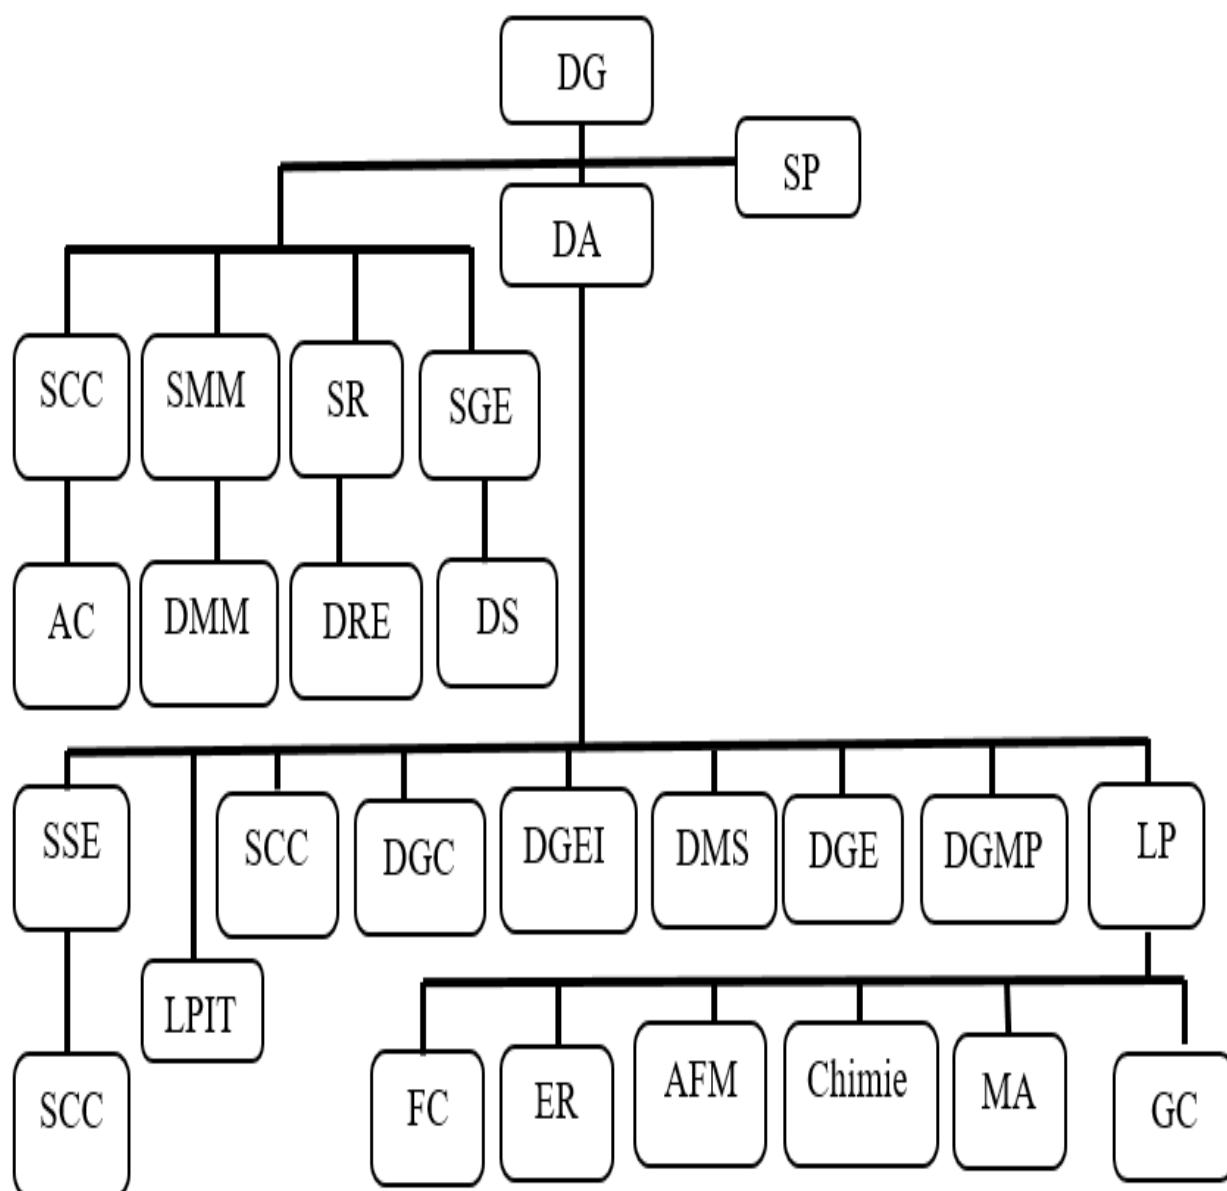 DG
SP
DA
SCC
SMM
SR
SGE
AC
DMM
DRE
DS
SSE
SCC
DGC
DGEI
DMS
DGE
DGMP
LP
LPIT
SCC
FC
ER
AFM
Chimie
MA
GC